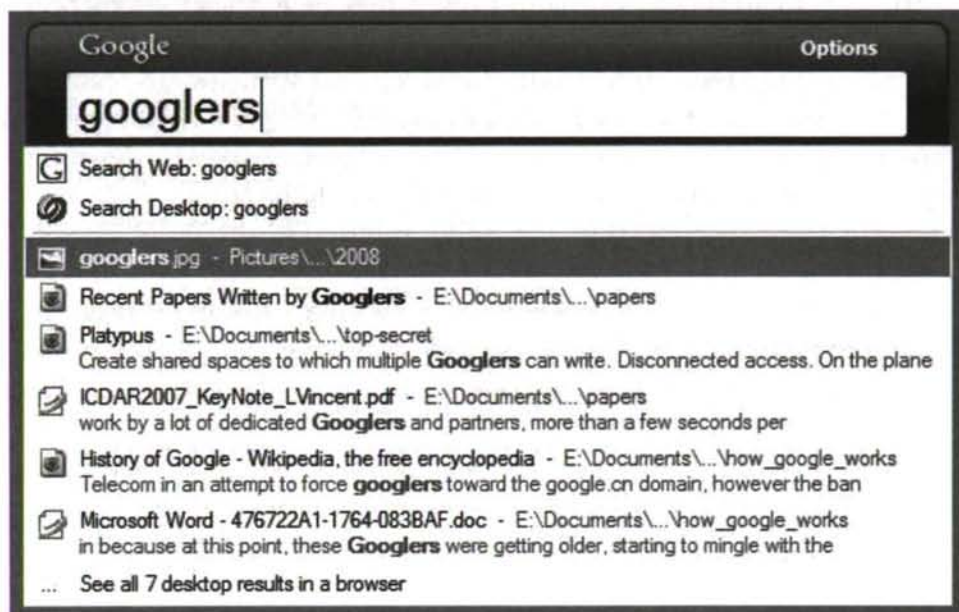 Google
Options
googlers
Search Web: googlers
Search Desktop: googlers
googlers.jpg - Pictures\...\2008
Recent Papers Written by Googlers - E:\Documents\...\papers
Platypus - E:\Documents\...\top-secret
Create shared spaces to which multiple Googlers can write. Disconnected access. On the plane
ICDAR2007_KeyNote_LVincent.pdf - E:\Documents\...\papers
work by a lot of dedicated Googlers and partners, more than a few seconds per
History of Google - Wikipedia, the free encyclopedia - E:\Documents\...\how_google_works
Telecom in an attempt to force googlers toward the google.cn domain, however the ban
Microsoft Word - 476722A1-1764-083BAF.doc - E:\Documents\...\how_google_works
in because at this point, these Googlers were getting older, starting to mingle with the
... See all 7 desktop results in a browser